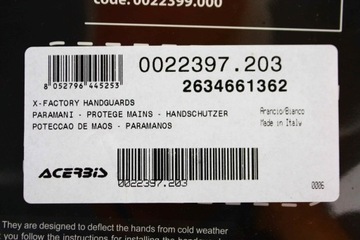 code: 0022399.000
8 052796 445253
0022397.203
2634661362
X-FACTORY HANDGUARDS
PARAMANI - PROTEGE MAINS - HANDSCHUTZER
POTECCAO DE MAOS - PARAMANOS
Arancio/Bianco
Made in Italy
ACERBIS
0022397.203
0006
They are designed to deflect the hands from cold weather
you follow the instructions for installing the handguards